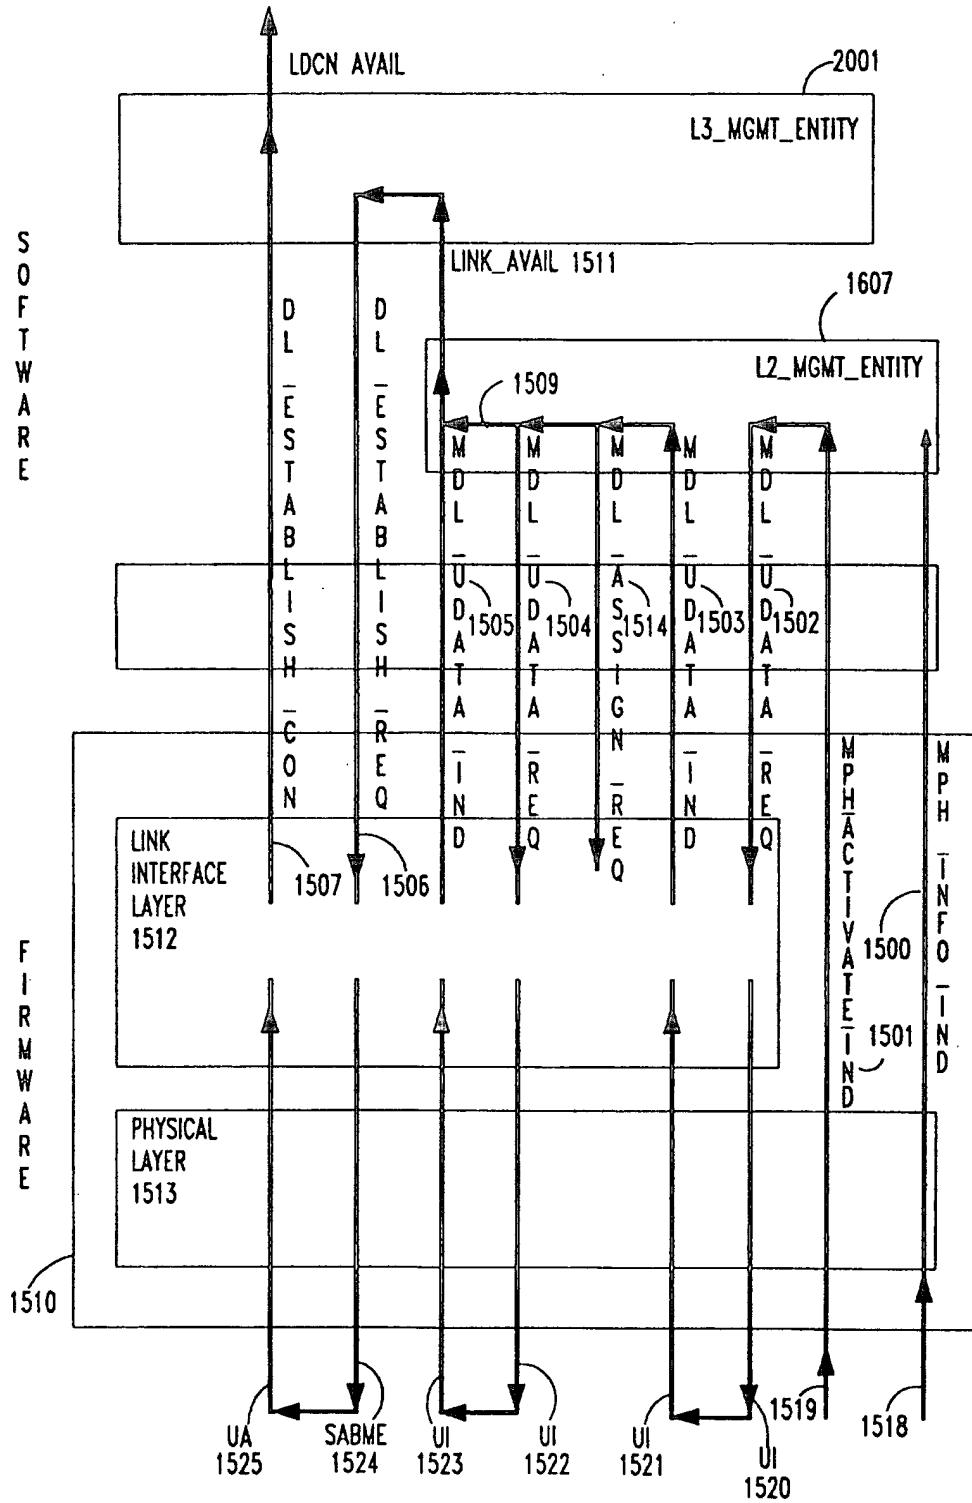 LDCN AVAIL
2001
L3_MGMT_ENTITY
SOFTWARE
LINK_AVAIL 1511
1607
L2_MGMT_ENTITY
1509
DL_ESTABLISH_CON
DL_ESTABLISH_REQ
MDL_UDATA_IND
MDL_UDATA_REQ
MDL_ASSIGN_REQ
MDL_UDATA_IND
MDL_UDATA_REQ
MPH_ACTIVATE_IND
MPH_INFO_IND
1505
1504
1514
1503
1502
1507
1506
1500
1501
LINK
INTERFACE
LAYER
1512
FIRMWARE
PHYSICAL
LAYER
1513
1510
UA
1525
SABME
1524
UI
1523
UI
1522
UI
1521
UI
1520
1519
1518